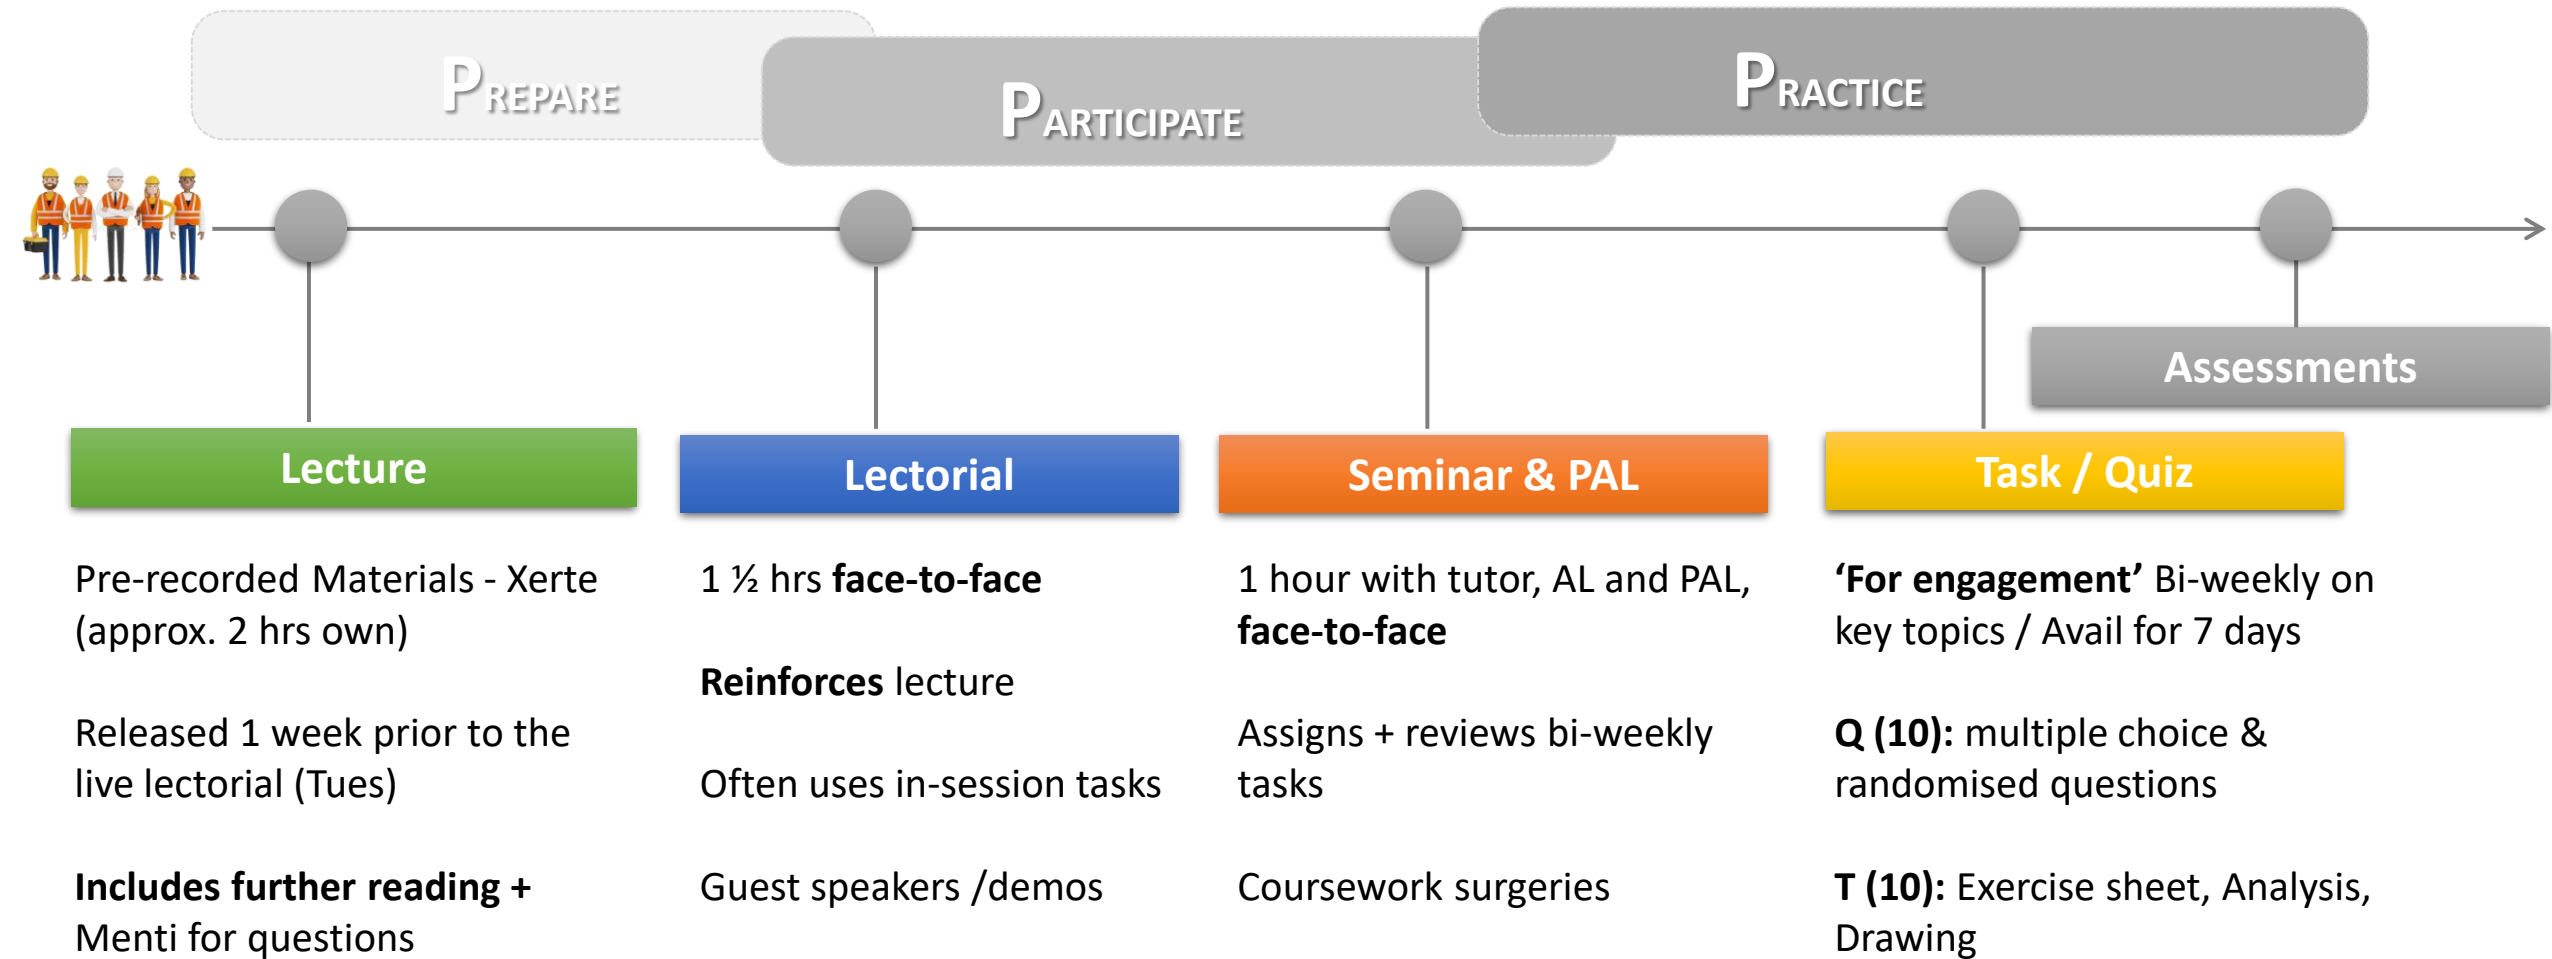 PREPARE
PARTICIPATE
PRACTICE
Assessments
Lecture
Pre-recorded Materials - Xerte
(approx. 2 hrs own)
Released 1 week prior to the
live lectorial (Tues)
Includes further reading +
Menti for questions
Lectorial
1 ½ hrs face-to-face
Reinforces lecture
Often uses in-session tasks
Guest speakers /demos
Seminar & PAL
1 hour with tutor, AL and PAL,
face-to-face
Assigns + reviews bi-weekly
tasks
Coursework surgeries
Task / Quiz
‘For engagement’ Bi-weekly on
key topics / Avail for 7 days
Q (10): multiple choice &
randomised questions
T (10): Exercise sheet, Analysis,
Drawing